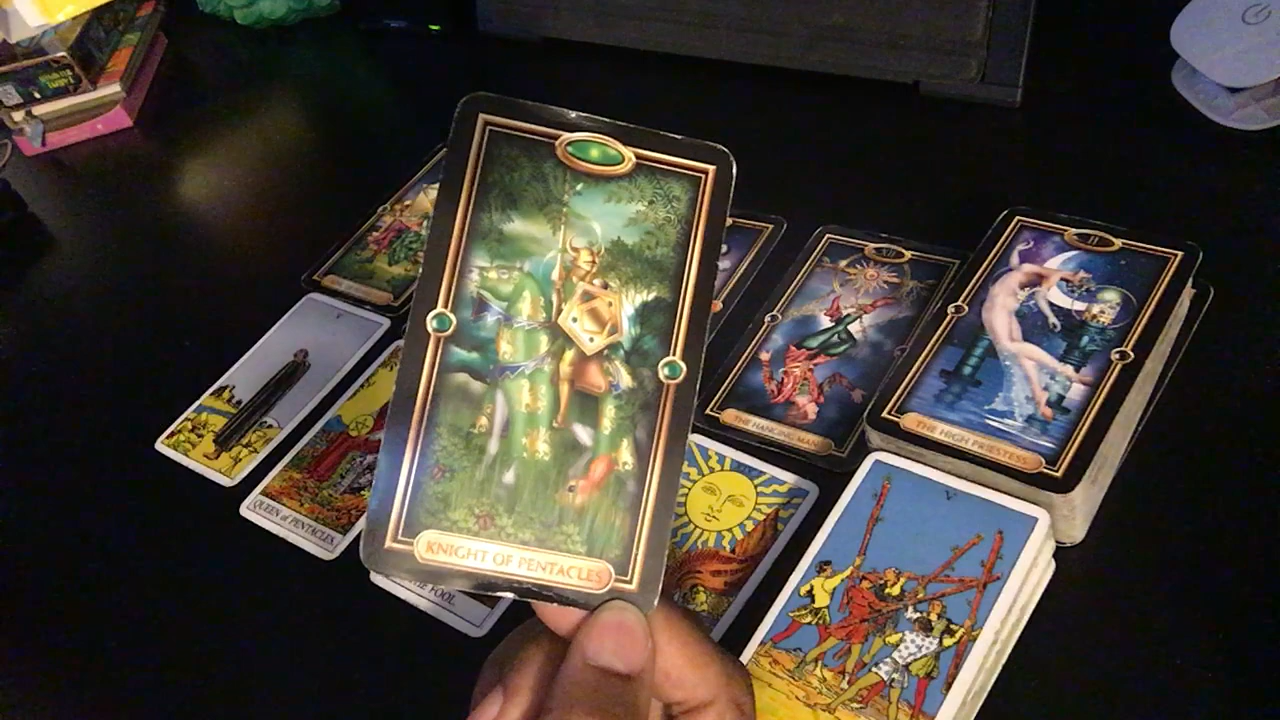 II
XII
THE HIGH PRIESTESS
THE HANGING MAN
V
V
QUEEN of PENTACLES
KNIGHT OF PENTACLES
THE FOOL.